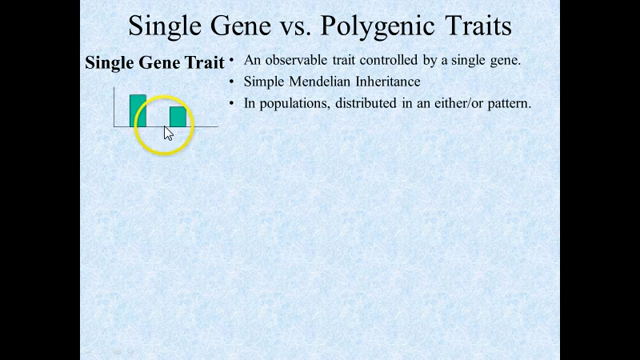 Single Gene vs. Polygenic Traits
Single Gene Trait
• An observable trait controlled by a single gene.
• Simple Mendelian Inheritance
• In populations, distributed in an either/or pattern.